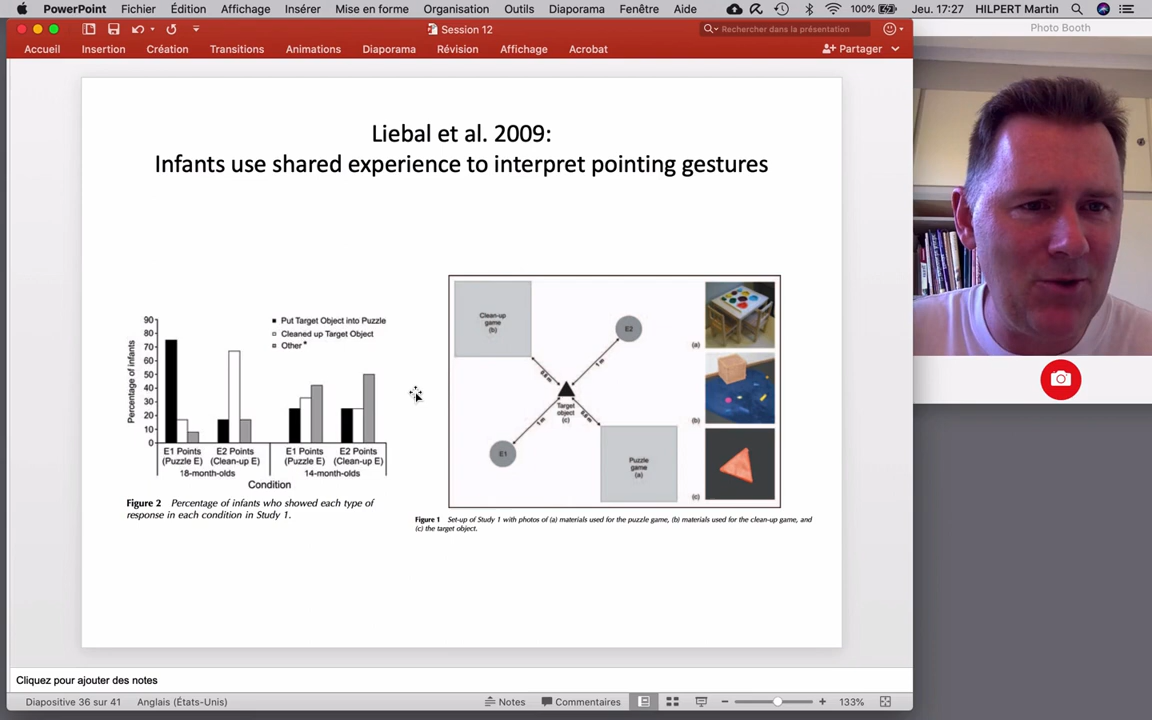 PowerPoint Fichier Édition Affichage Insérer Mise en forme Organisation Outils Diaporama Fenêtre Aide 100% Jeu. 17:27 HILPERT Martin
Session 12
Rechercher dans la présentation
Photo Booth
Accueil Insertion Création Transitions Animations Diaporama Révision Affichage Acrobat Partager
Liebal et al. 2009:
Infants use shared experience to interpret pointing gestures
Percentage of infants
90
80
70
60
50
40
30
20
10
0
Put Target Object into Puzzle
Cleaned up Target Object
Other*
E1 Points E2 Points E1 Points E2 Points
(Puzzle E) (Clean-up E) (Puzzle E) (Clean-up E)
18-month-olds 14-month-olds
Condition
Figure 2 Percentage of infants who showed each type of
response in each condition in Study 1.
Clean-up
game
(b)
E2
1 m
Target
object
(c)
1 m
E1
Puzzle
game
(a)
(a)
(b)
(c)
Figure 1 Set-up of Study 1 with photos of (a) materials used for the puzzle game, (b) materials used for the clean-up game, and
(c) the target object.
Cliquez pour ajouter des notes
Diapositive 36 sur 41 Anglais (États-Unis) Notes Commentaires 133%